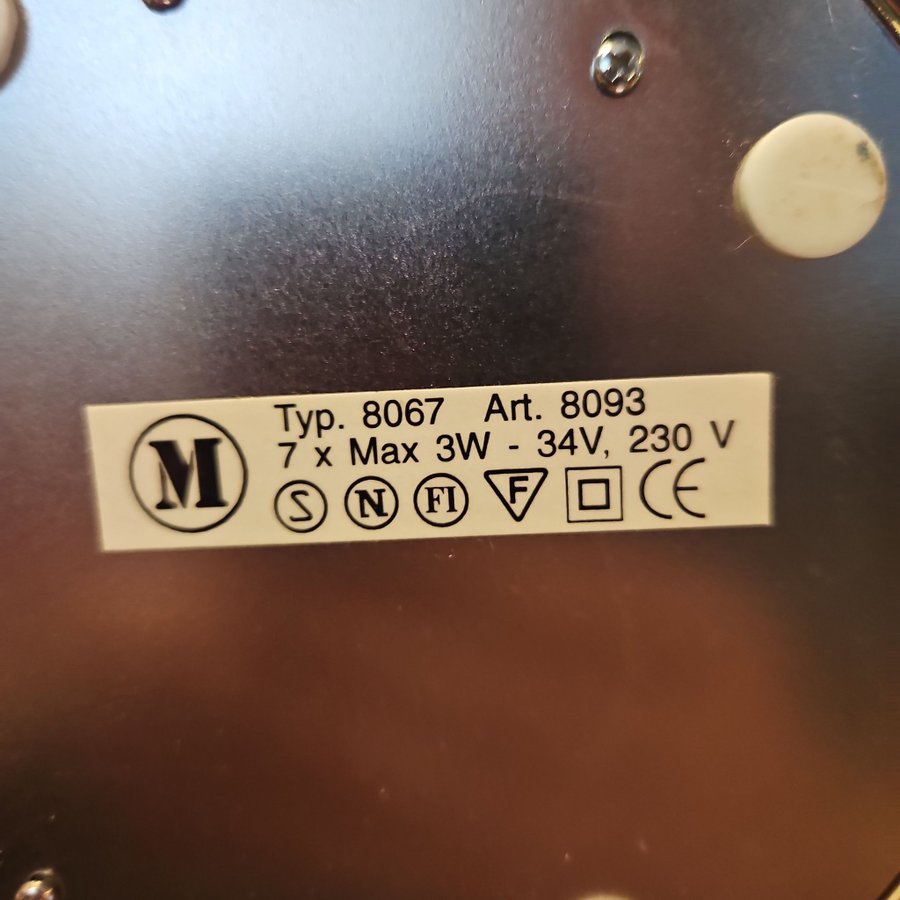 M
Typ. 8067 Art. 8093
7 x Max 3W - 34V, 230 V
S N FI F CE